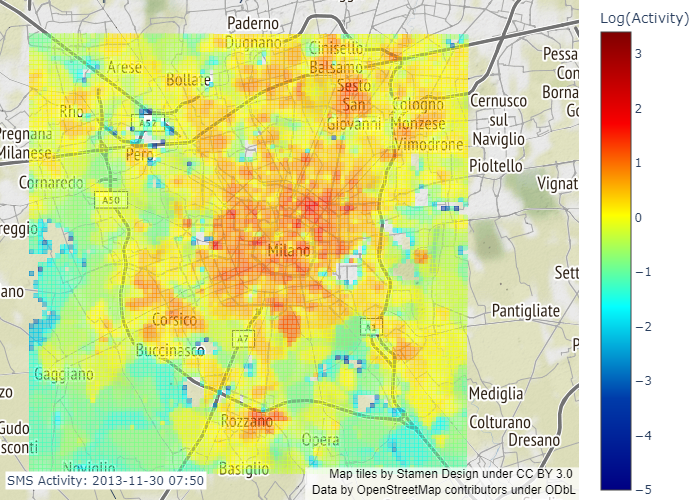 Log(Activity)
3
2
1
0
−1
−2
−3
−4
−5
Paderno
Dugnano
Cinisello
Balsamo
Arese
Bollate
Sesto
San
Giovanni
Rho
A52
Cologno
Monzese
Cernusco
sul
Naviglio
Pessa
Con
Borna
Go
Pregnana
Milanese
Pero
Vimodrone
Pioltello
Cornaredo
A50
Vignat
reggio
Milano
Sett
ano
Pantigliate
Corsico
A7
A1
Buccinasco
P
Gaggiano
zo
Mediglia
Rozzano
Colturano
Gudo
sconti
Opera
Dresano
Noviglio
Basiglio
SMS Activity: 2013-11-30 07:50
Map tiles by Stamen Design under CC BY 3.0
Data by OpenStreetMap contributors under ODbL